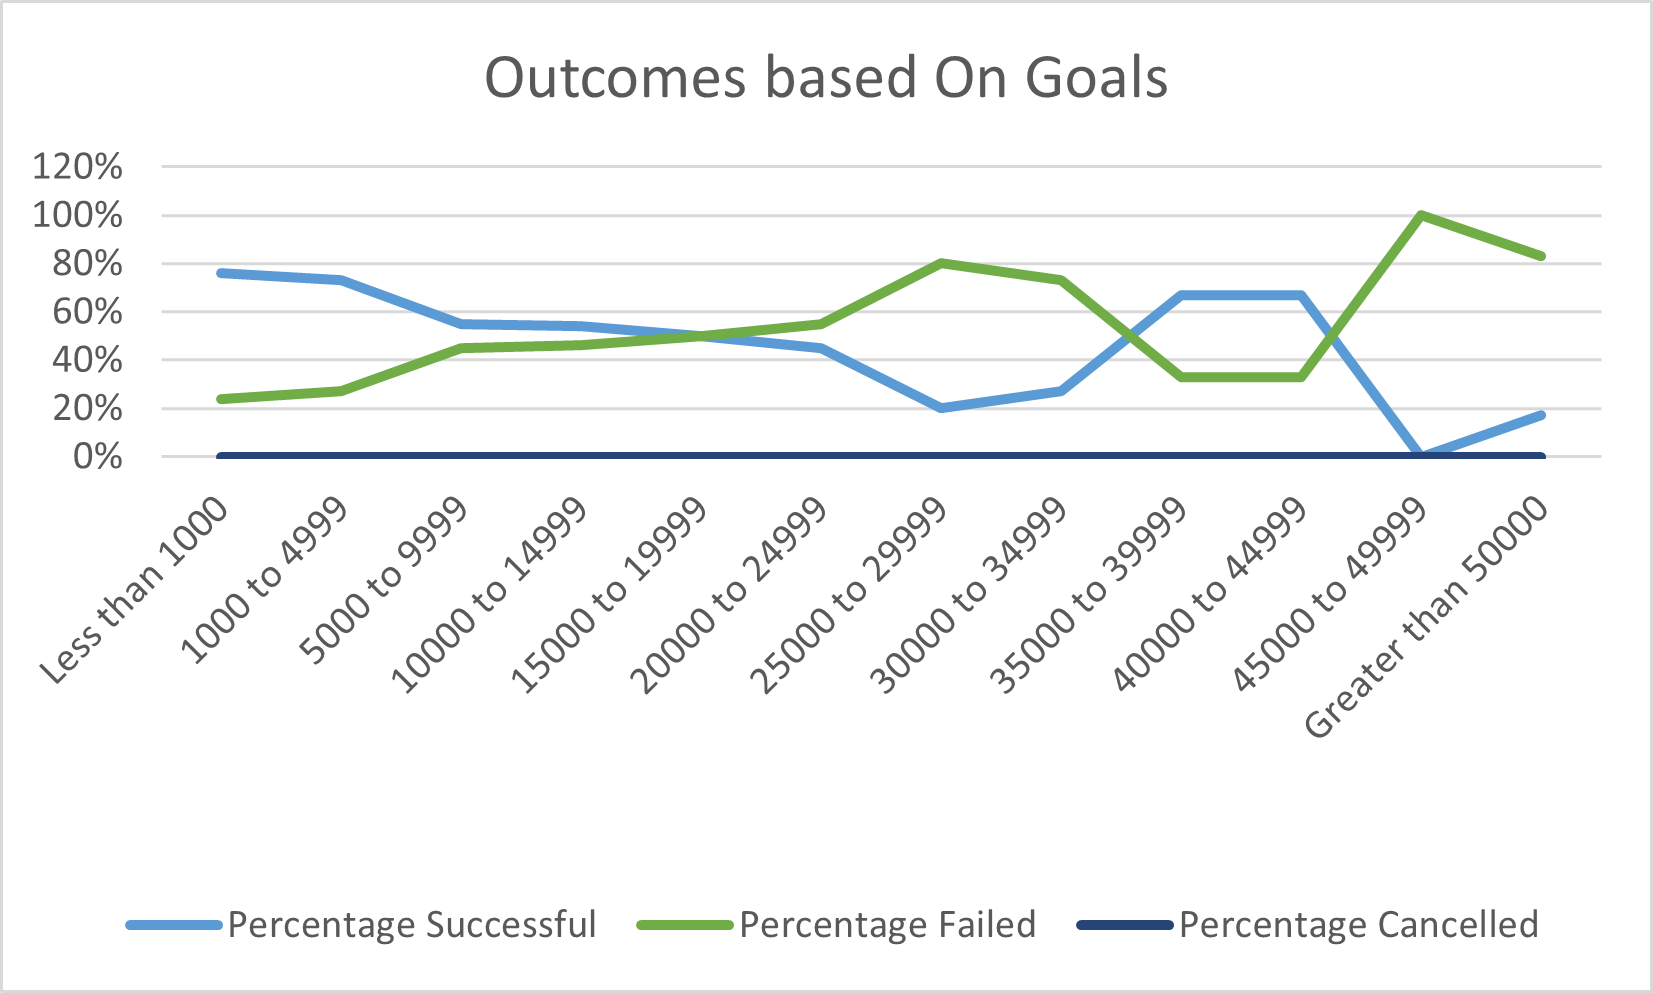 Outcomes based On Goals
120%
100%
80%
60%
40%
20%
0%
Less than 1000
1000 to 4999
5000 to 9999
10000 to 14999
15000 to 19999
20000 to 24999
25000 to 29999
30000 to 34999
35000 to 39999
40000 to 44999
45000 to 49999
Greater than 50000
Percentage Successful
Percentage Failed
Percentage Cancelled